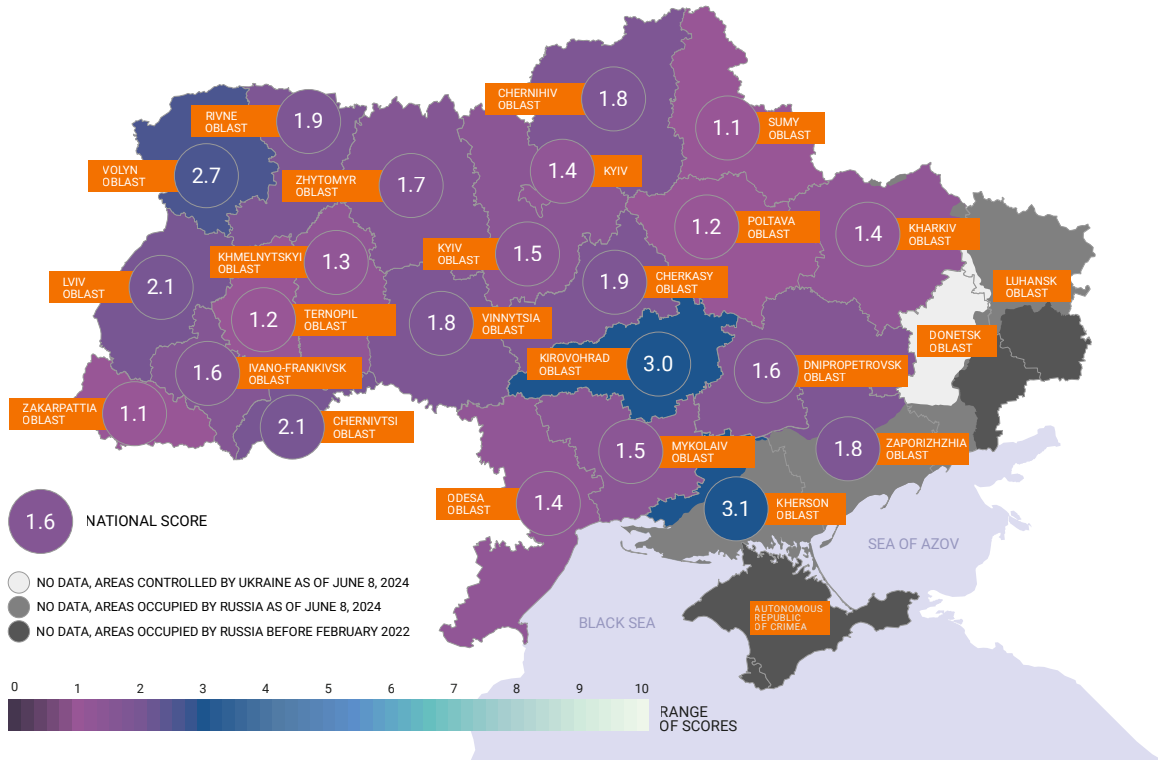 CHERNIHIV
OBLAST
1.8
RIVNE
OBLAST
1.9
1.1
SUMY
OBLAST
VOLYN
OBLAST
2.7
ZHYTOMYR
OBLAST
1.7
1.4
KYIV
1.2
POLTAVA
OBLAST
1.4
KHARKIV
OBLAST
KHMELNYTSKYI
OBLAST
1.3
KYIV
OBLAST
1.5
LVIV
OBLAST
2.1
1.9
CHERKASY
OBLAST
LUHANSK
OBLAST
1.2
TERNOPIL
OBLAST
1.8
VINNYTSIA
OBLAST
DONETSK
OBLAST
KIROVOHRAD
OBLAST
3.0
1.6
IVANO-FRANKIVSK
OBLAST
1.6
DNIPROPETROVSK
OBLAST
ZAKARPATTIA
OBLAST
1.1
2.1
CHERNIVTSI
OBLAST
1.5
MYKOLAIV
OBLAST
1.8
ZAPORIZHZHIA
OBLAST
ODESA
OBLAST
1.4
3.1
KHERSON
OBLAST
1.6
NATIONAL SCORE
SEA OF AZOV
NO DATA, AREAS CONTROLLED BY UKRAINE AS OF JUNE 8, 2024
NO DATA, AREAS OCCUPIED BY RUSSIA AS OF JUNE 8, 2024
NO DATA, AREAS OCCUPIED BY RUSSIA BEFORE FEBRUARY 2022
BLACK SEA
AUTONOMOUS
REPUBLIC
OF CRIMEA
0 1 2 3 4 5 6 7 8 9 10
RANGE
OF SCORES